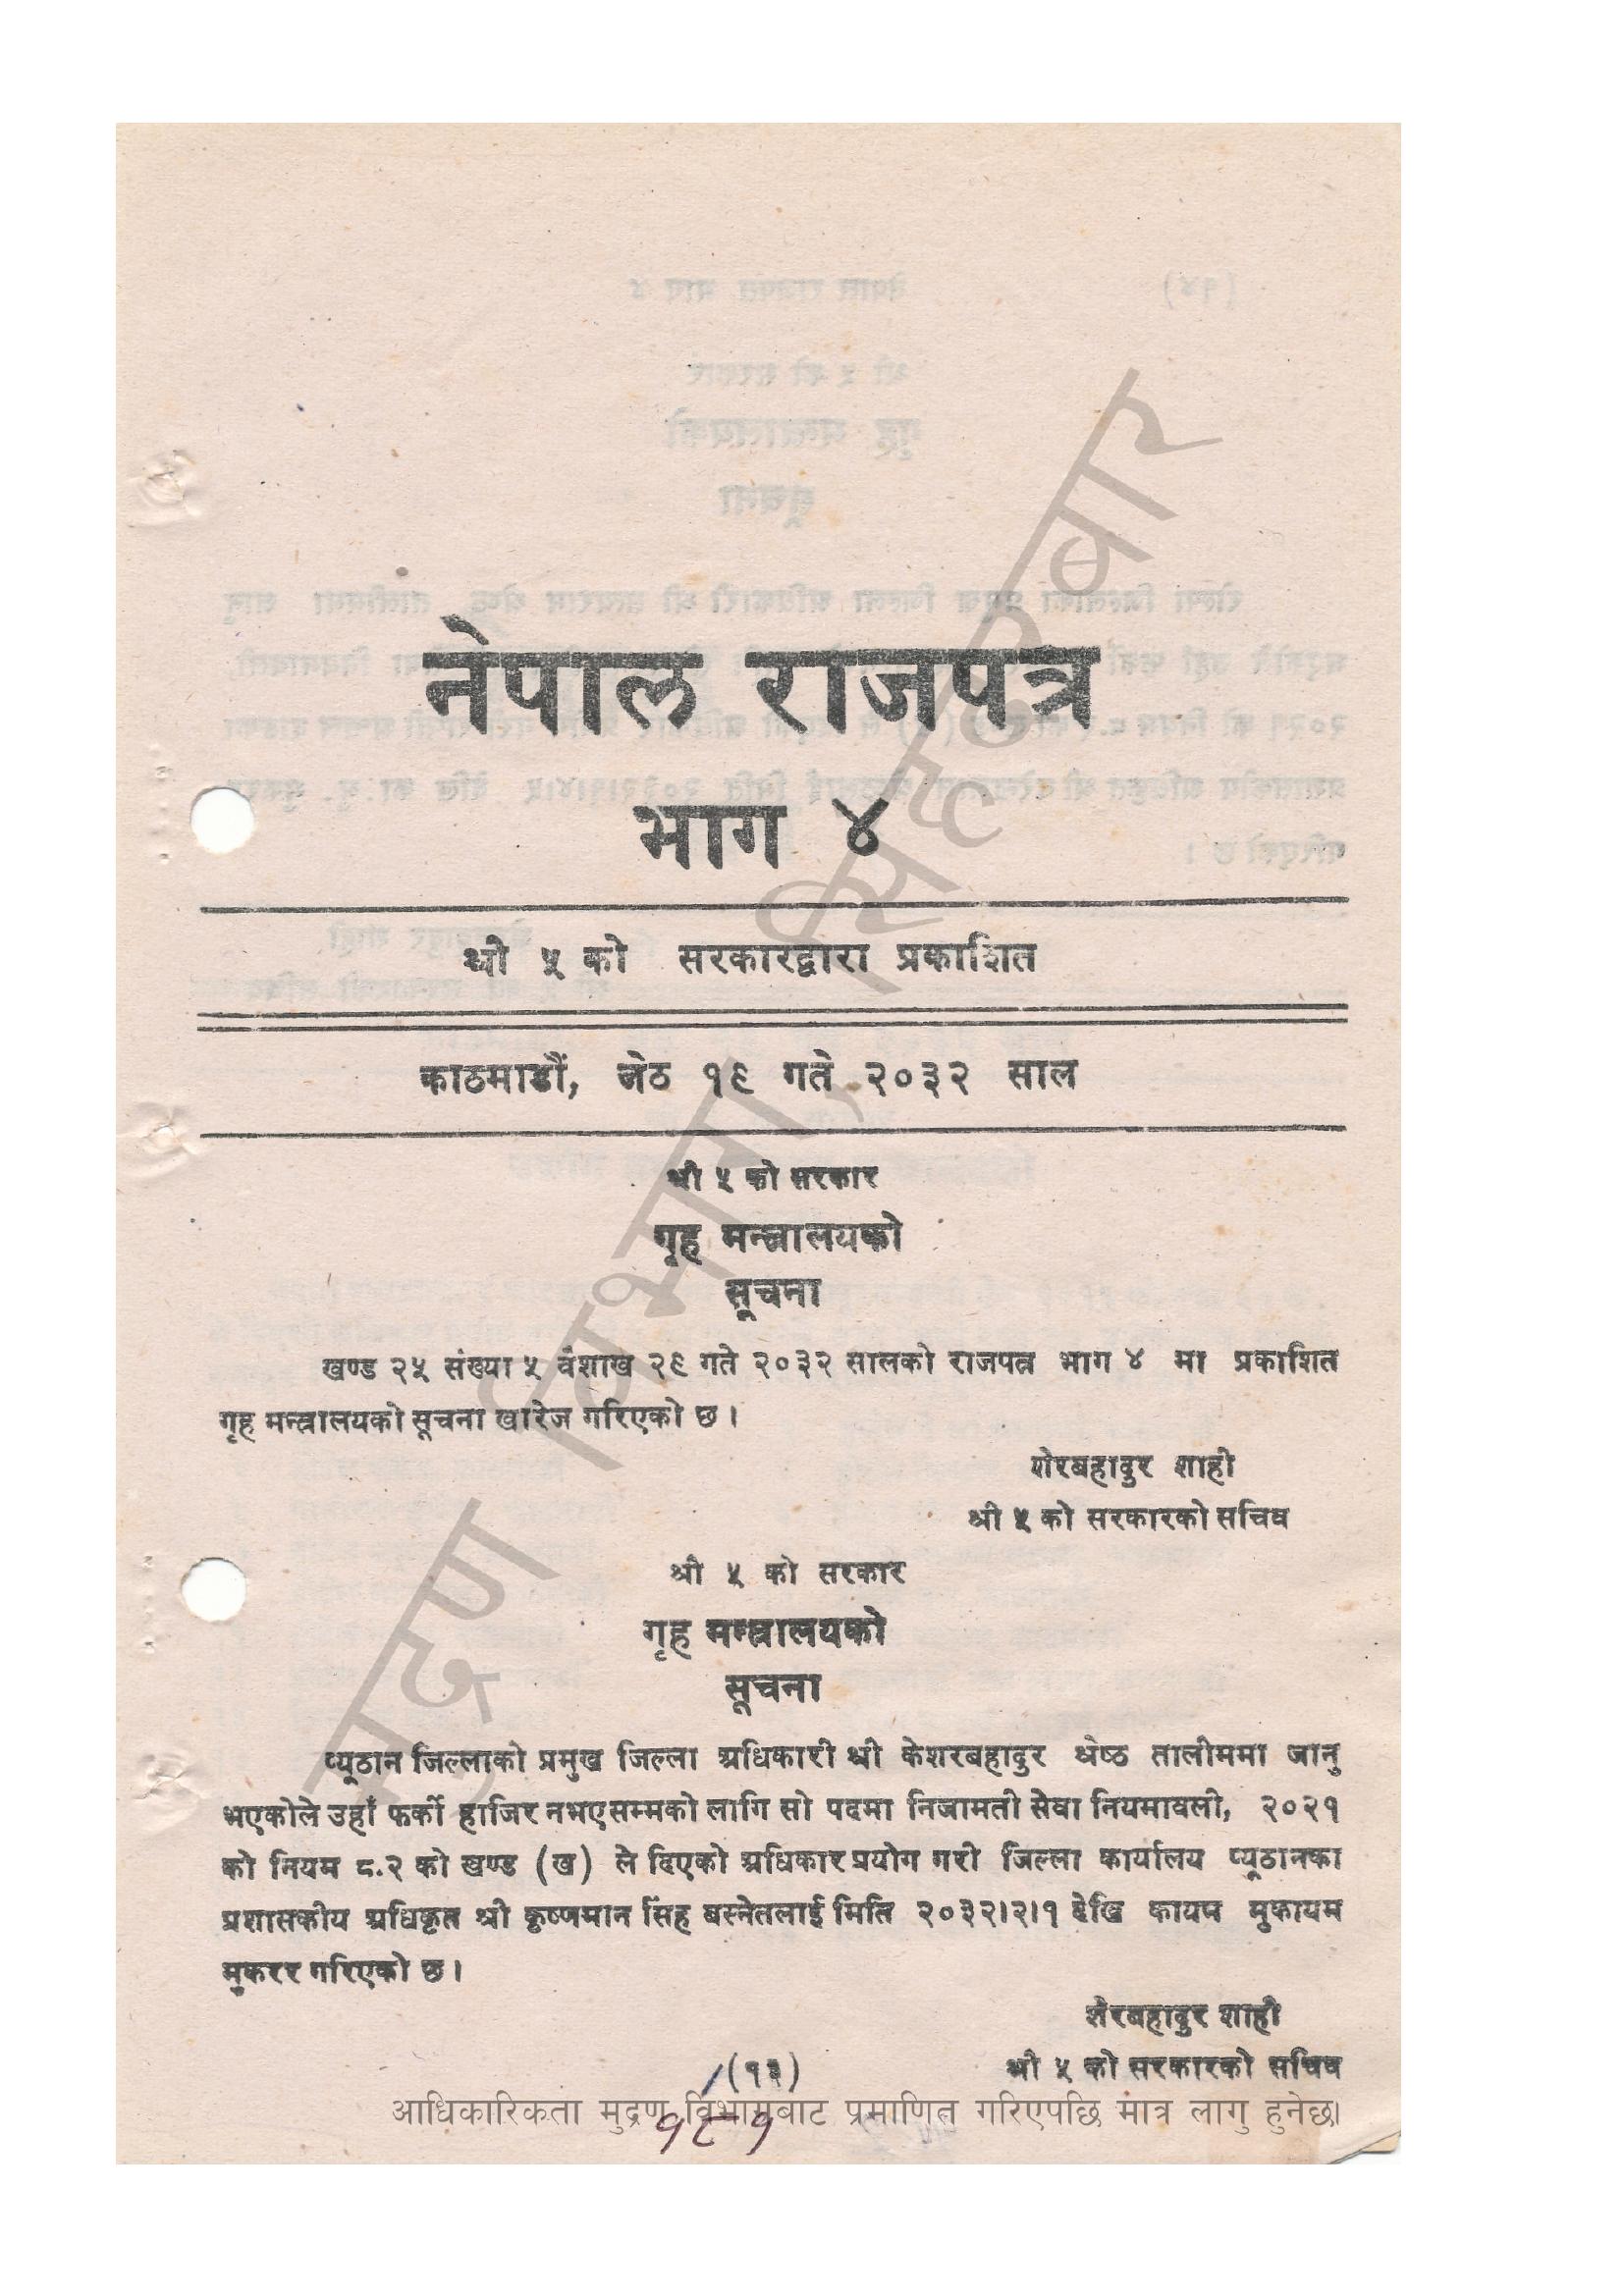 नेपाल राजपत्र
भाग ४
श्री ५ को सरकारद्वारा प्रकाशित
काठमाडौं, जेठ १९ गते २०३२ साल
श्री ५ को सरकार
गृह मन्त्रालयको
सूचना
खण्ड २५ संख्या ५ वैशाख २९ गते २०३२ सालको राजपत्र भाग ४ मा प्रकाशित
गृह मन्त्रालयको सूचना खारेज गरिएको छ ।
शेरबहादुर शाही
श्री ५ को सरकारको सचिव
श्री ५ को सरकार
गृह मन्त्रालयको
सूचना
प्यूठान जिल्लाको प्रमुख जिल्ला अधिकारी श्री केशरबहादुर श्रेष्ठ तालीममा जानु
भएकोले उहाँ फर्की हाजिर नभएसम्मको लागि सो पदमा निजामती सेवा नियमावली, २०२१
को नियम ८.२ को खण्ड (ख) ले दिएको अधिकार प्रयोग गरी जिल्ला कार्यालय प्यूठानका
प्रशासकीय अधिकृत श्री कृष्णमान सिंह बस्नेतलाई मिति २०३२।२।१ देखि कायम मुकायम
मुकरर गरिएको छ ।
शेरबहादुर शाही
श्री ५ को सरकारको सचिव
(१३)
आधिकारिकता मुद्रण विभागबाट प्रमाणित गरिएपछि मात्र लागु हुनेछ।
१८१
मुद्रण विभाग, सिंहदरवार